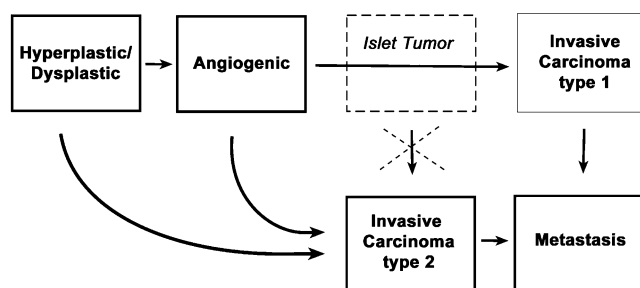 Hyperplastic/
Dysplastic
Angiogenic
Islet Tumor
Invasive
Carcinoma
type 1
Invasive
Carcinoma
type 2
Metastasis